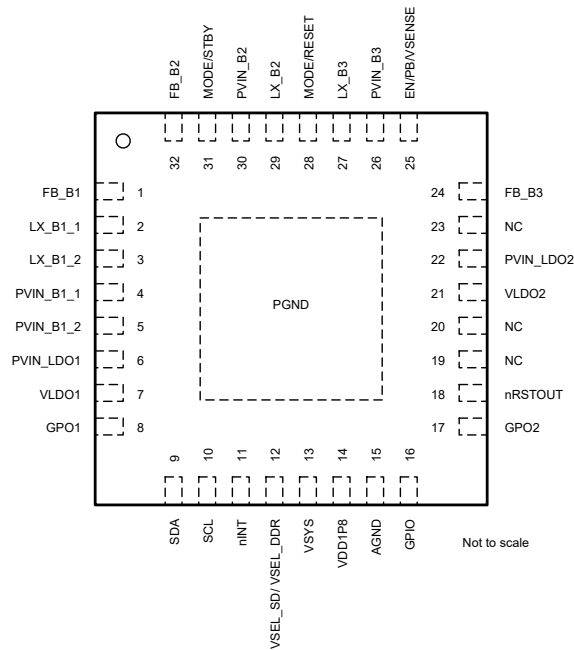 FB_B2
MODE/STBY
PVIN_B2
LX_B2
MODE/RESET
LX_B3
PVIN_B3
EN/PB/VSENSE
32
31
30
29
28
27
26
25
FB_B1 1
LX_B1_1 2
LX_B1_2 3
PVIN_B1_1 4
PVIN_B1_2 5
PVIN_LDO1 6
VLDO1 7
GPO1 8
PGND
24 FB_B3
23 NC
22 PVIN_LDO2
21 VLDO2
20 NC
19 NC
18 nRSTOUT
17 GPO2
9
10
11
12
13
14
15
16
SDA
SCL
nINT
VSEL_SD/ VSEL_DDR
VSYS
VDD1P8
AGND
GPIO
Not to scale